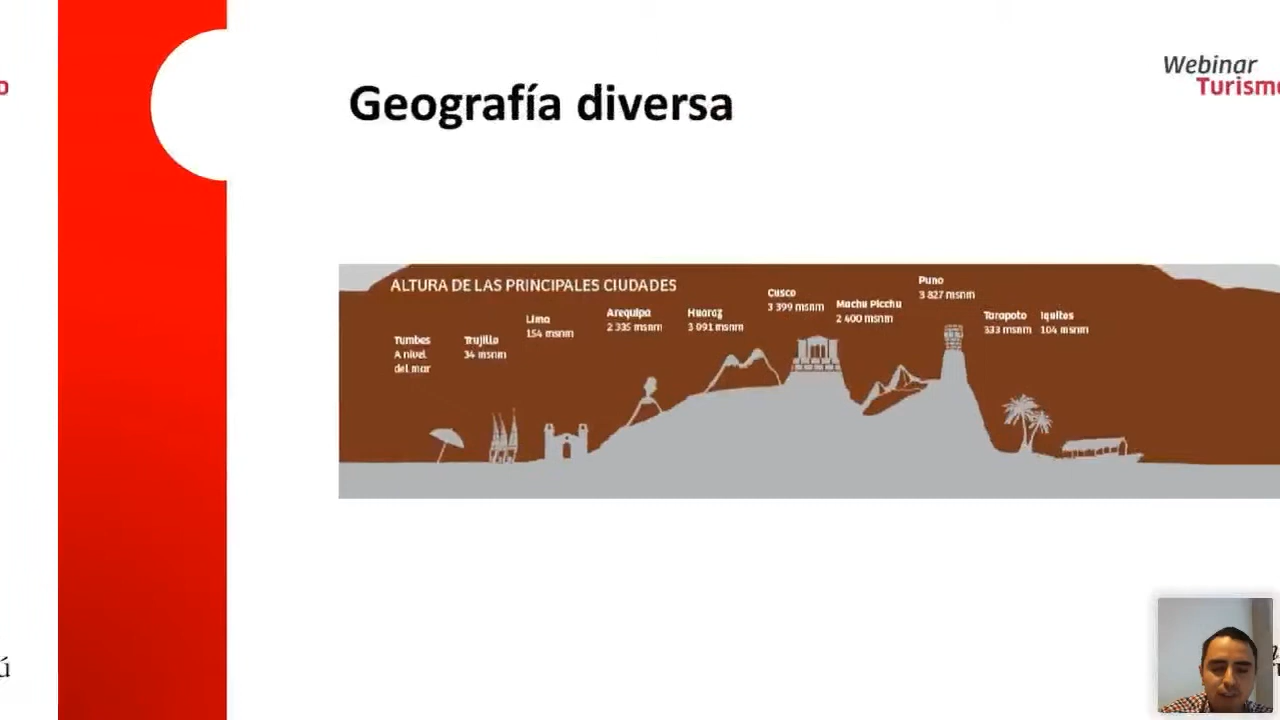 Geografía diversa
Webinar
Turismo
ALTURA DE LAS PRINCIPALES CIUDADES
Tumbes
A nivel
del mar
Trujillo
34 msnm
Lima
154 msnm
Arequipa
2 335 msnm
Huaraz
3 091 msnm
Cusco
3 399 msnm
Machu Picchu
2 400 msnm
Puno
3 827 msnm
Tarapoto
333 msnm
Iquitos
104 msnm